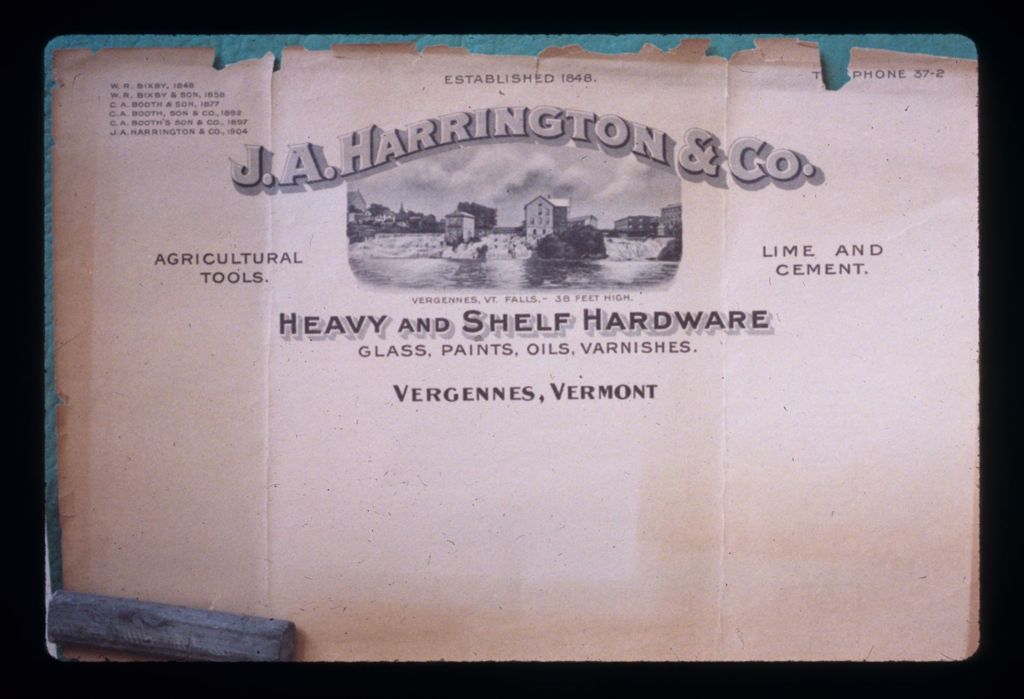 W. R. BIXBY, 1848
W. R. BIXBY & SON, 1858
C. A. BOOTH & SON, 1877
C. A. BOOTH, SON & CO., 1892
C. A. BOOTH'S SON & CO., 1897
J. A. HARRINGTON & CO., 1904
ESTABLISHED 1848.
T PHONE 37-2
J. A. HARRINGTON & CO.
AGRICULTURAL
TOOLS.
LIME AND
CEMENT.
VERGENNES, VT. FALLS,- 38 FEET HIGH.
HEAVY AND SHELF HARDWARE
GLASS, PAINTS, OILS, VARNISHES.
VERGENNES, VERMONT